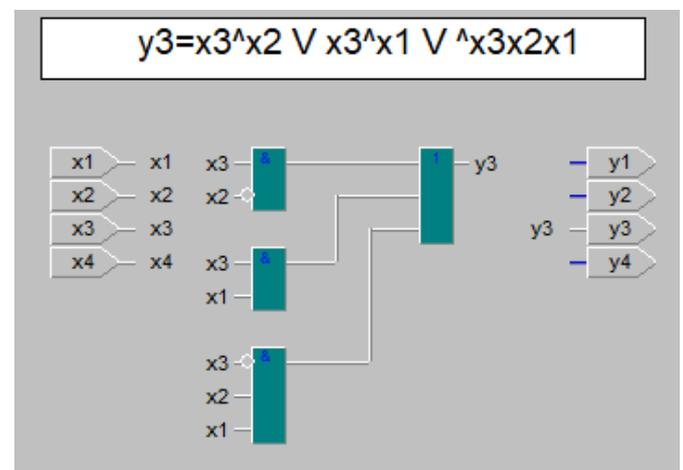 y3=x3^x2 V x3^x1 V ^x3x2x1
x1 x1 x3 & 1 y3 y1
x2 x2 x2 y2
x3 x3 y3 y3
x4 x4 x3 & y4
x1
x3 &
x2
x1